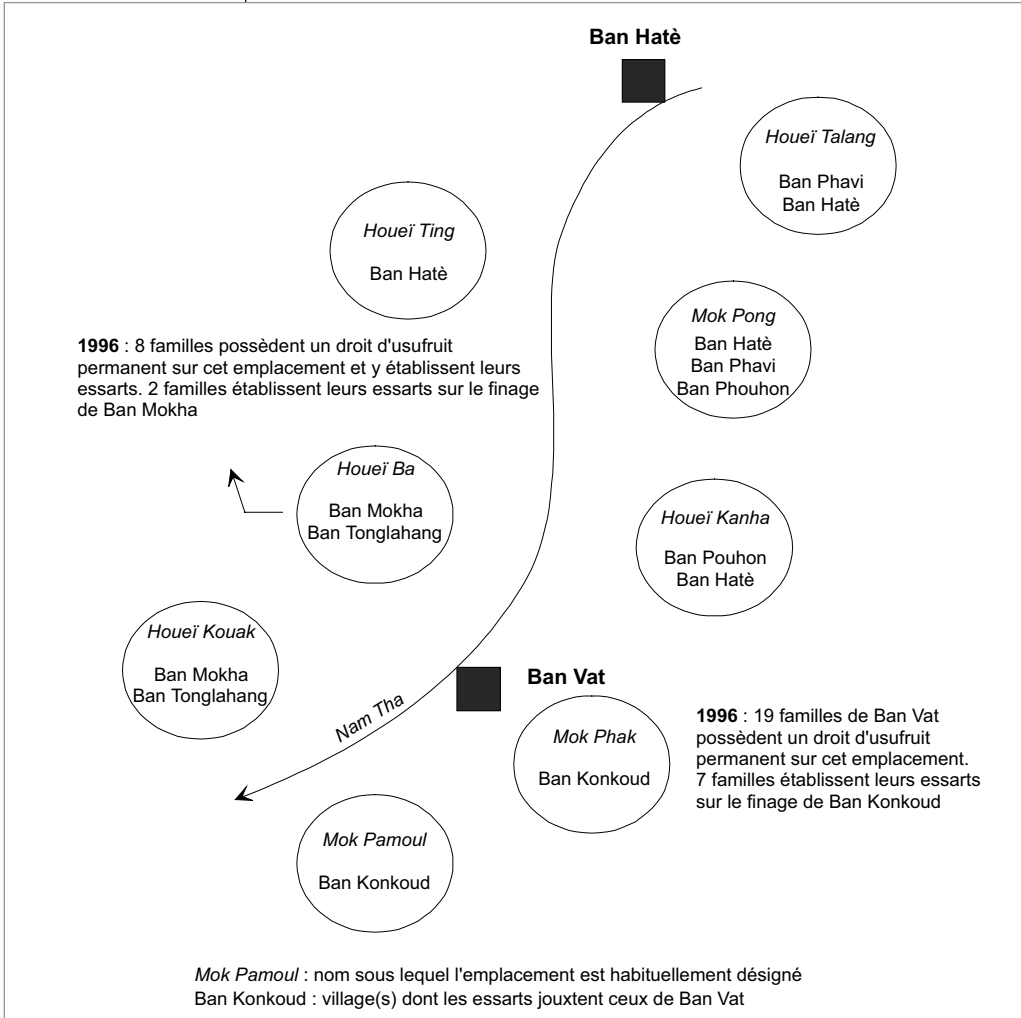 Ban Hatè
Houeï Talang
Ban Phavi
Ban Hatè
Houeï Ting
Ban Hatè
Mok Pong
Ban Hatè
Ban Phavi
Ban Phouhon
1996 : 8 familles possèdent un droit d'usufruit
permanent sur cet emplacement et y établissent leurs
essarts. 2 familles établissent leurs essarts sur le finage
de Ban Mokha
Houeï Ba
Ban Mokha
Ban Tonglahang
Houeï Kanha
Ban Pouhon
Ban Hatè
Houeï Kouak
Ban Mokha
Ban Tonglahang
Nam Tha
Ban Vat
Mok Phak
Ban Konkoud
1996 : 19 familles de Ban Vat
possèdent un droit d'usufruit
permanent sur cet emplacement.
7 familles établissent leurs essarts
sur le finage de Ban Konkoud
Mok Pamoul
Ban Konkoud
Mok Pamoul : nom sous lequel l'emplacement est habituellement désigné
Ban Konkoud : village(s) dont les essarts jouxtent ceux de Ban Vat